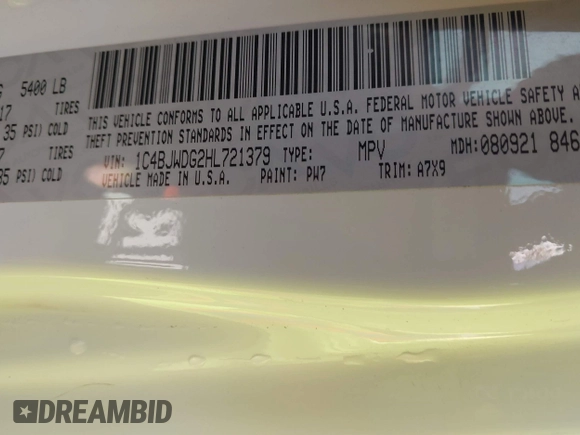 G 5400 LB
17 TIRES
35 PSI) COLD
7 TIRES
35 PSI) COLD
THIS VEHICLE CONFORMS TO ALL APPLICABLE U.S.A. FEDERAL MOTOR VEHICLE SAFETY A
THEFT PREVENTION STANDARDS IN EFFECT ON THE DATE OF MANUFACTURE SHOWN ABOVE.
VIN: 1C4BJWDG2HL721379 TYPE: MPV MDH: 080921 846
VEHICLE MADE IN U.S.A. PAINT: PW7 TRIM: A7X9
DREAMBID